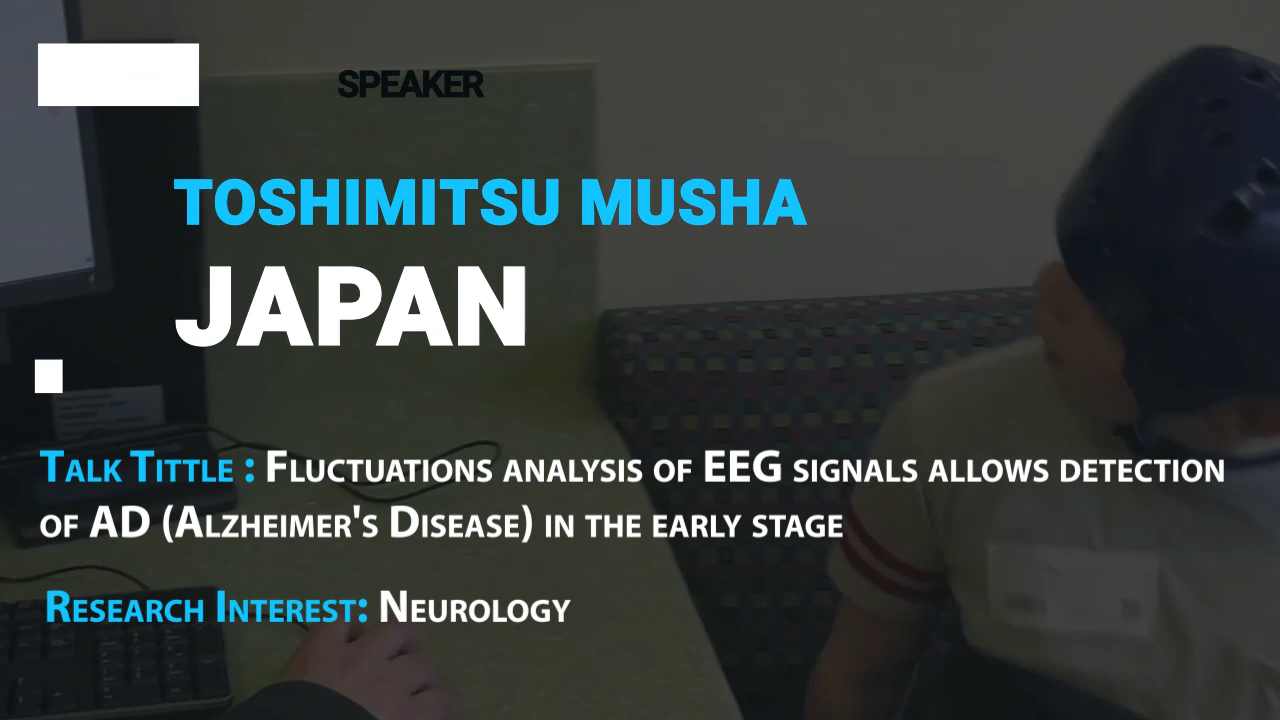 SPEAKER
TOSHIMITSU MUSHA
JAPAN
Talk Tittle : Fluctuations analysis of EEG signals allows detection
of AD (Alzheimer's Disease) in the early stage
Research Interest: Neurology